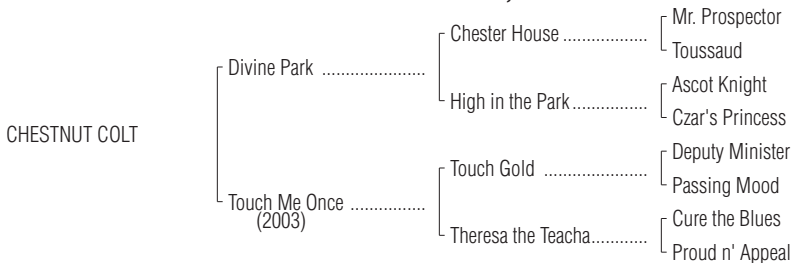 Mr. Prospector
Chester House ..................
Toussaud
Divine Park ......................
Ascot Knight
High in the Park................
Czar's Princess
CHESTNUT COLT
Deputy Minister
Touch Gold ......................
Passing Mood
Touch Me Once ................
(2003)
Cure the Blues
Theresa the Teacha............
Proud n' Appeal